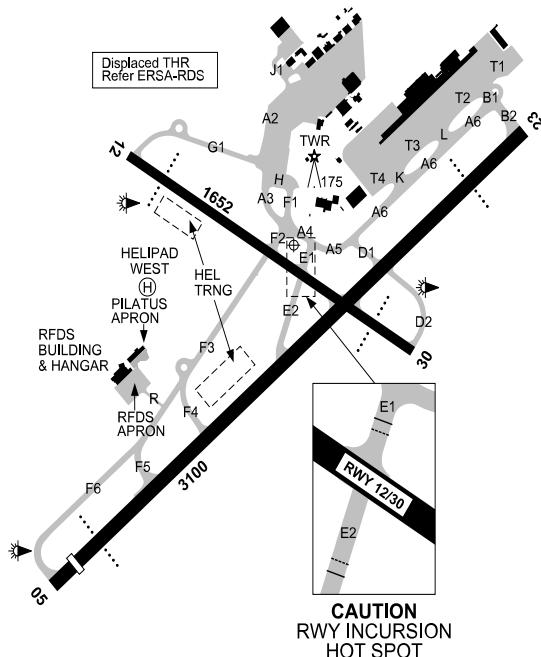 Displaced THR
Refer ERSA-RDS
J1
T1
A2
T2
B1
A6
B2
TWR
L
23
12
G1
T3
A6
H
175
T4
K
1652
A3
F1
A6
F2
A4
A5
D1
E1
HELIPAD
WEST
H
PILATUS
APRON
HEL
TRNG
E2
D2
RFDS
BUILDING
& HANGAR
F3
30
R
RFDS
APRON
F4
E1
F5
3100
RWY 12/30
F6
E2
05
CAUTION
RWY INCURSION
HOT SPOT